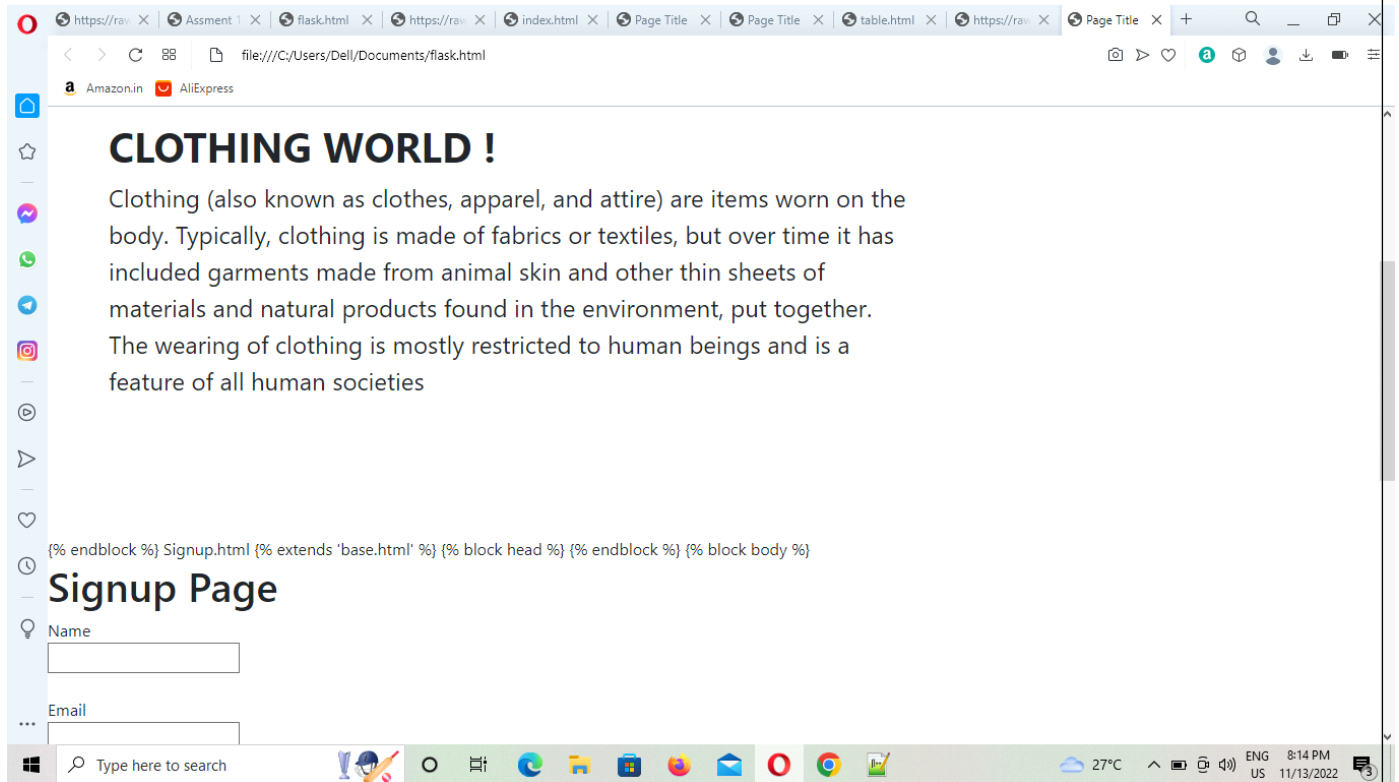 https://raw
Assment 1
flask.html
https://raw
index.html
Page Title
Page Title
table.html
https://raw
Page Title
file:///C:/Users/Dell/Documents/flask.html
Amazon.in
AliExpress
CLOTHING WORLD !
Clothing (also known as clothes, apparel, and attire) are items worn on the
body. Typically, clothing is made of fabrics or textiles, but over time it has
included garments made from animal skin and other thin sheets of
materials and natural products found in the environment, put together.
The wearing of clothing is mostly restricted to human beings and is a
feature of all human societies
{% endblock %} Signup.html {% extends 'base.html' %} {% block head %} {% endblock %} {% block body %}
Signup Page
Name
Email
Type here to search
27°C
ENG
US
8:14 PM
11/13/2022
3